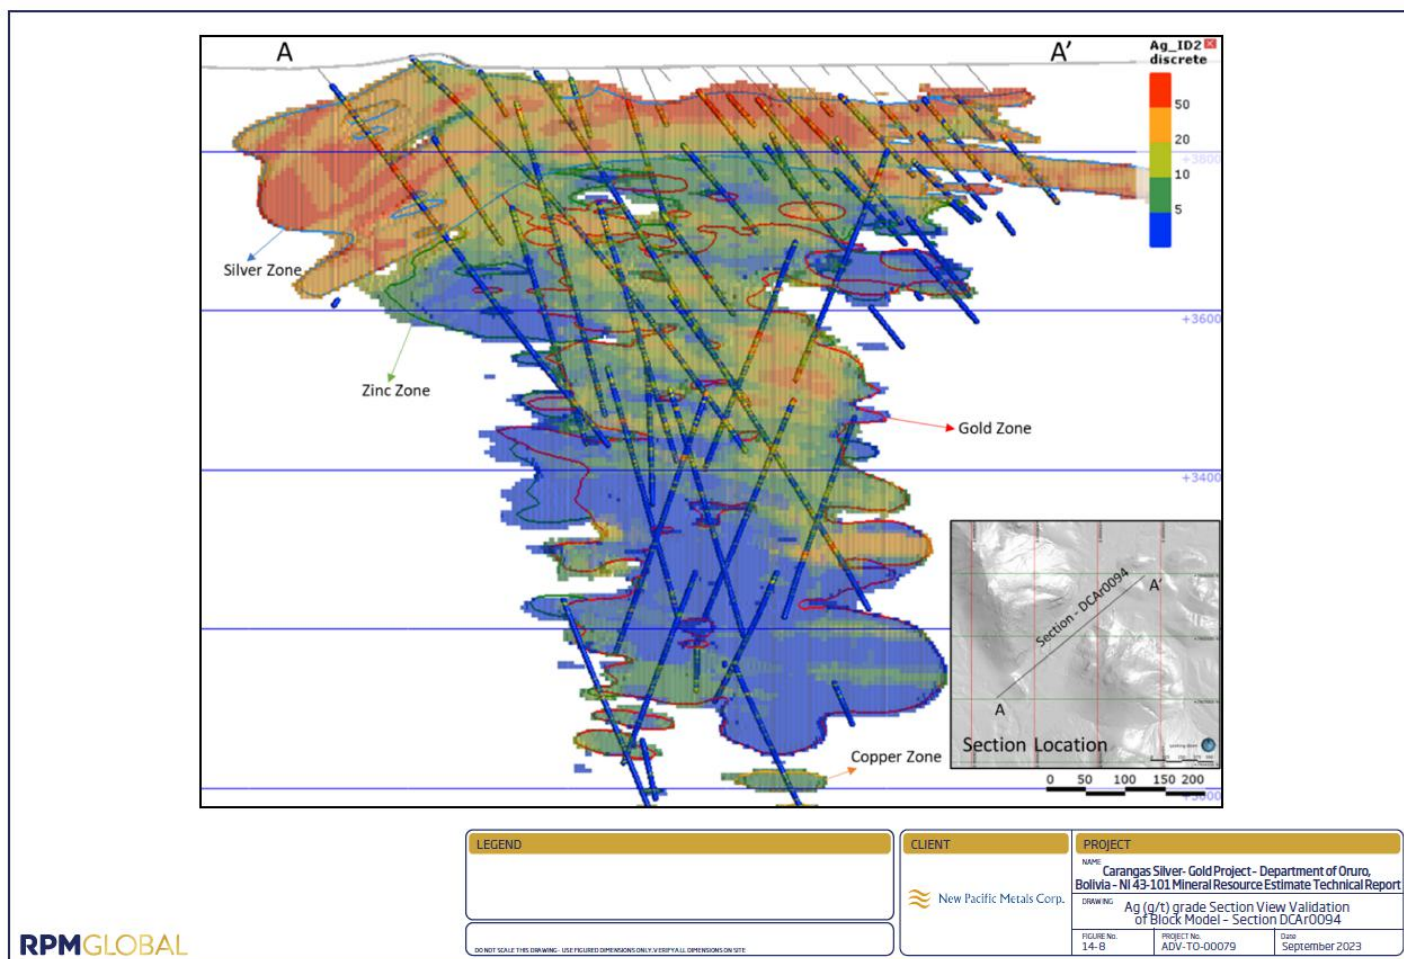 A
A'
Ag_ID2
discrete
50
20
10
5
+3800
Silver Zone
+3600
Zinc Zone
Gold Zone
+3400
Section - DCAr0094
A'
A
Section Location
Copper Zone
0 50 100 150 200
LEGEND
DO NOT SCALE THIS DRAWING - USE FIGURED DIMENSIONS ONLY. VERIFY ALL DIMENSIONS ON SITE
CLIENT
New Pacific Metals Corp.
PROJECT
NAME
Carangas Silver- Gold Project - Department of Oruro,
Bolivia - NI 43-101 Mineral Resource Estimate Technical Report
DRAWING
Ag (g/t) grade Section View Validation
of Block Model - Section DCAr0094
FIGURE No.
14-8
PROJECT No.
ADV-TO-00079
Date
September 2023
RPMGLOBAL